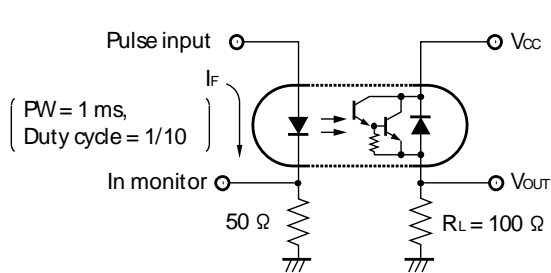 Pulse input
VCC
IF
PW = 1 ms,
Duty cycle = 1/10
In monitor
VOUT
50 Ω
RL = 100 Ω